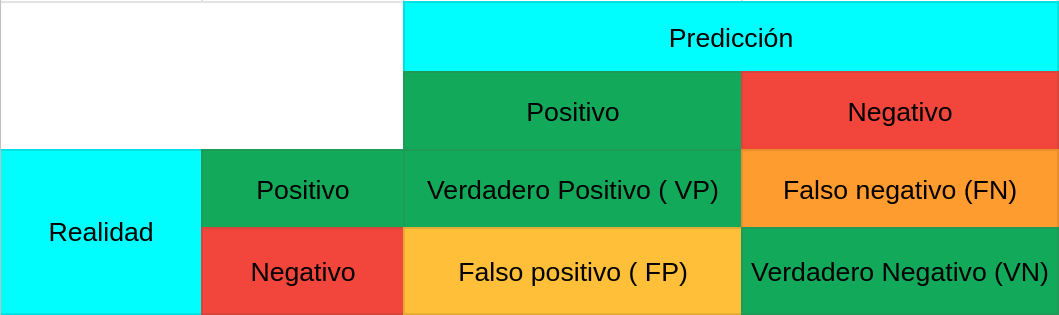 Predicción
Positivo
Negativo
Positivo
Verdadero Positivo ( VP)
Falso negativo (FN)
Realidad
Negativo
Falso positivo ( FP)
Verdadero Negativo (VN)